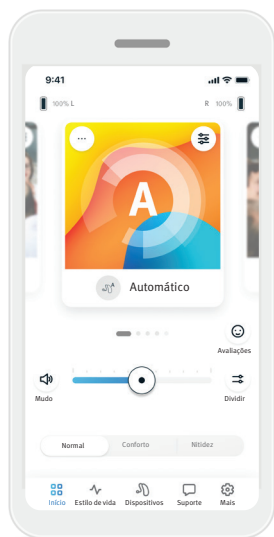 9:41
100% L
R 100%
A
Automático
Avaliações
Mudo
Dividir
Normal
Conforto
Nitidez
Início
Estilo de vida
Dispositivos
Suporte
Mais